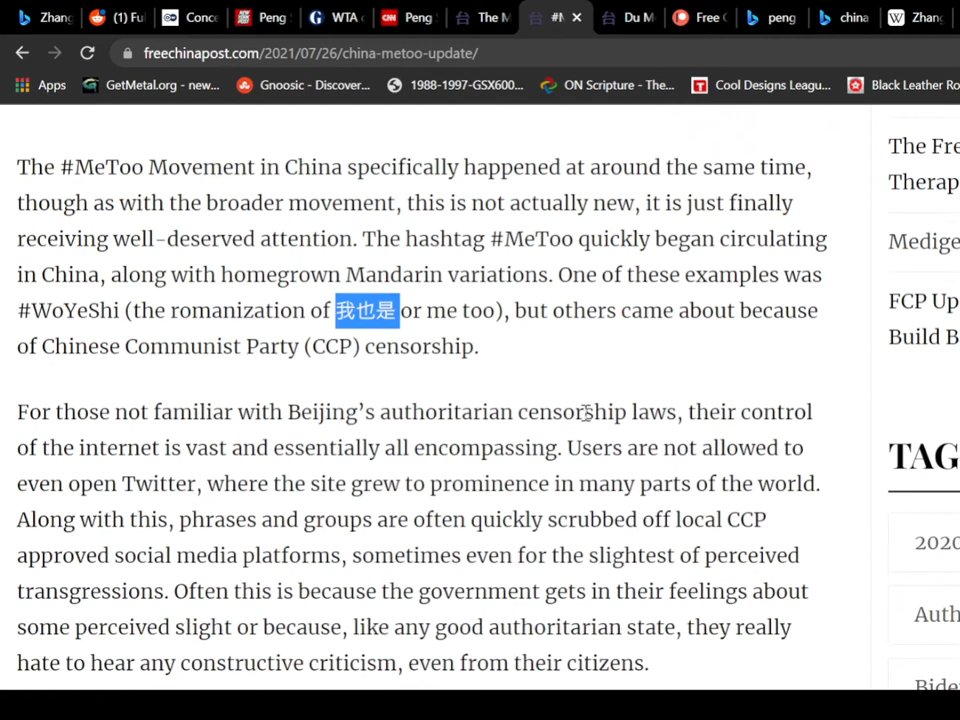 Zhang
(1) Ful
Conce
Peng
WTA
Peng
The M
#M
Du M
Free C
peng
china
Zhang
freechinapost.com/2021/07/26/china-metoo-update/
Apps
GetMetal.org - new...
Gnoosic - Discover...
1988-1997-GSX600...
ON Scripture - The...
Cool Designs Leagu...
Black Leather Ro
The #MeToo Movement in China specifically happened at around the same time,
though as with the broader movement, this is not actually new, it is just finally
receiving well-deserved attention. The hashtag #MeToo quickly began circulating
in China, along with homegrown Mandarin variations. One of these examples was
#WoYeShi (the romanization of 我也是 or me too), but others came about because
of Chinese Communist Party (CCP) censorship.
For those not familiar with Beijing’s authoritarian censorship laws, their control
of the internet is vast and essentially all encompassing. Users are not allowed to
even open Twitter, where the site grew to prominence in many parts of the world.
Along with this, phrases and groups are often quickly scrubbed off local CCP
approved social media platforms, sometimes even for the slightest of perceived
transgressions. Often this is because the government gets in their feelings about
some perceived slight or because, like any good authoritarian state, they really
hate to hear any constructive criticism, even from their citizens.
The Fre
Therap
Medige
FCP Up
Build B
TAG
2020
Auth
Bide